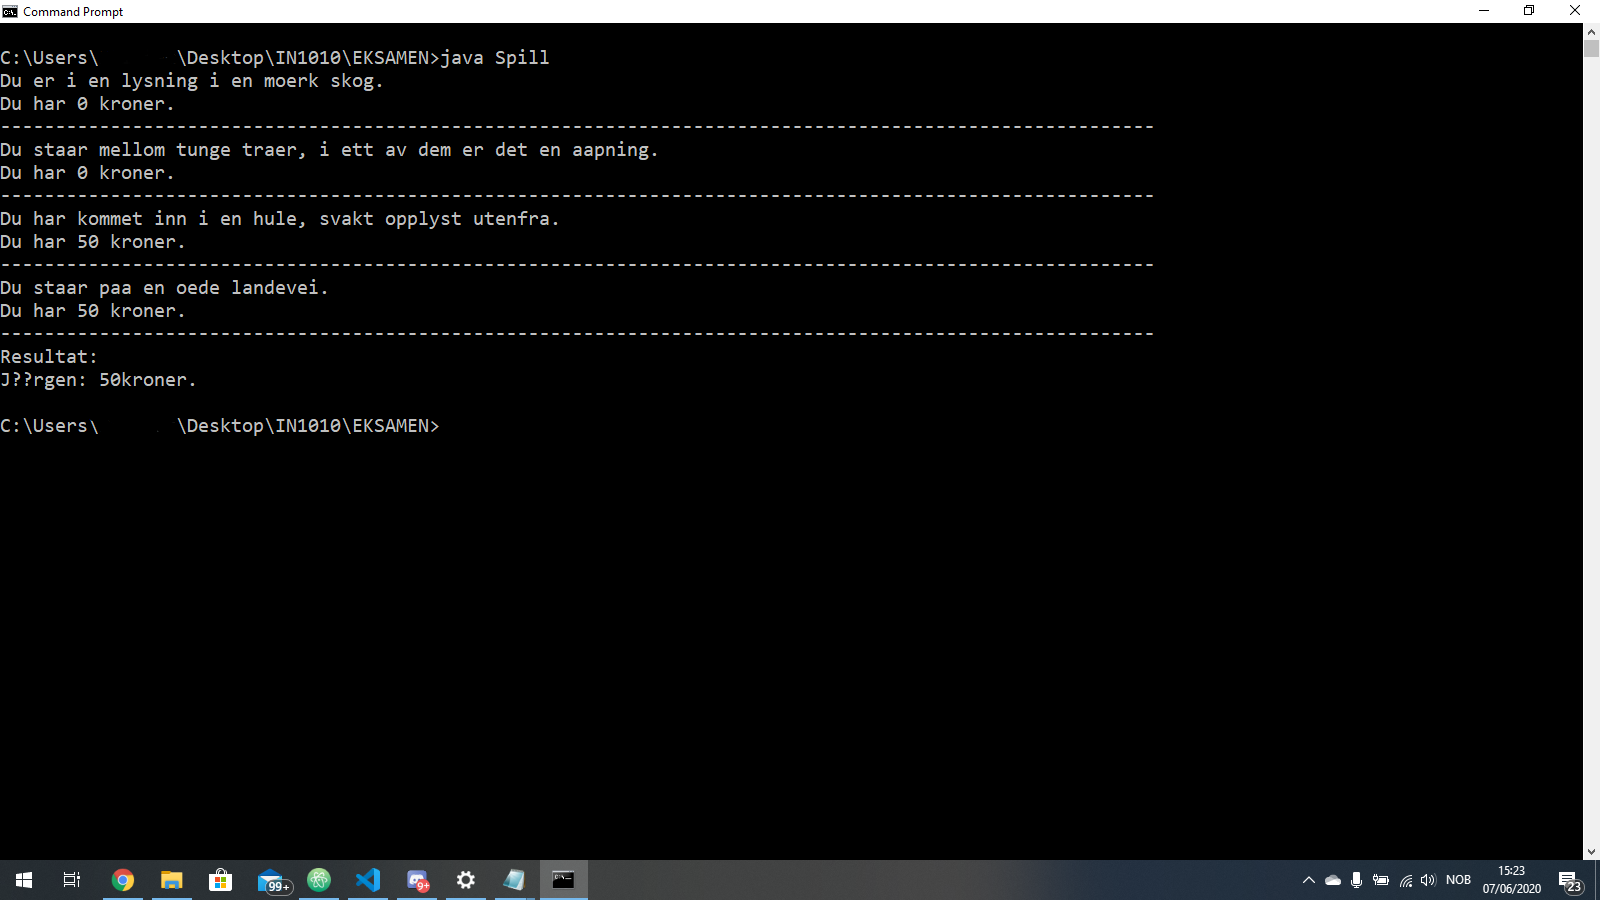 Command Prompt
C:\Users\ \Desktop\IN1010\EKSAMEN>java Spill
Du er i en lysning i en moerk skog.
Du har 0 kroner.
---------------------------------------------------------------------------------------------------------
Du staar mellom tunge traer, i ett av dem er det en aapning.
Du har 0 kroner.
---------------------------------------------------------------------------------------------------------
Du har kommet inn i en hule, svakt opplyst utenfra.
Du har 50 kroner.
---------------------------------------------------------------------------------------------------------
Du staar paa en oede landevei.
Du har 50 kroner.
---------------------------------------------------------------------------------------------------------
Resultat:
J??rgen: 50kroner.
C:\Users\ \Desktop\IN1010\EKSAMEN>
99+
9+
NOB
15:23
07/06/2020
23